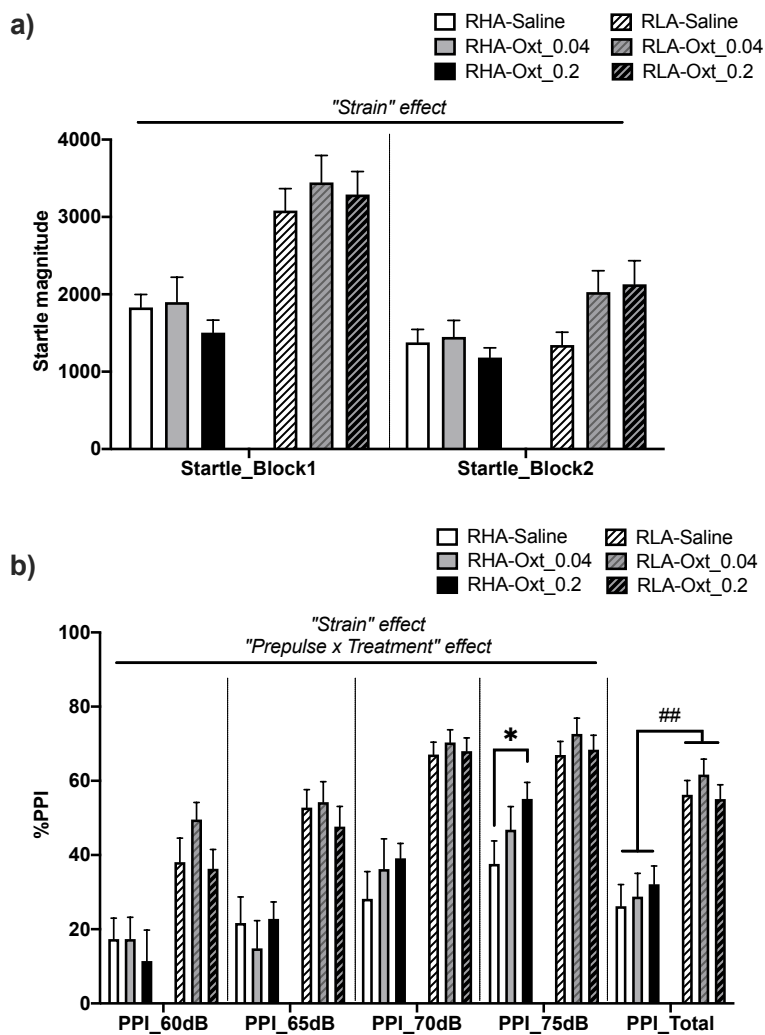 a)
RHA-Saline RLA-Saline
RHA-Oxt_0.04 RLA-Oxt_0.04
RHA-Oxt_0.2 RLA-Oxt_0.2
"Strain" effect
4000
3000
2000
1000
0
Startle magnitude
Startle_Block1 Startle_Block2
b)
RHA-Saline RLA-Saline
RHA-Oxt_0.04 RLA-Oxt_0.04
RHA-Oxt_0.2 RLA-Oxt_0.2
"Strain" effect
"Prepulse x Treatment" effect
100
80
60
40
20
0
%PPI
*
##
PPI_60dB PPI_65dB PPI_70dB PPI_75dB PPI_Total